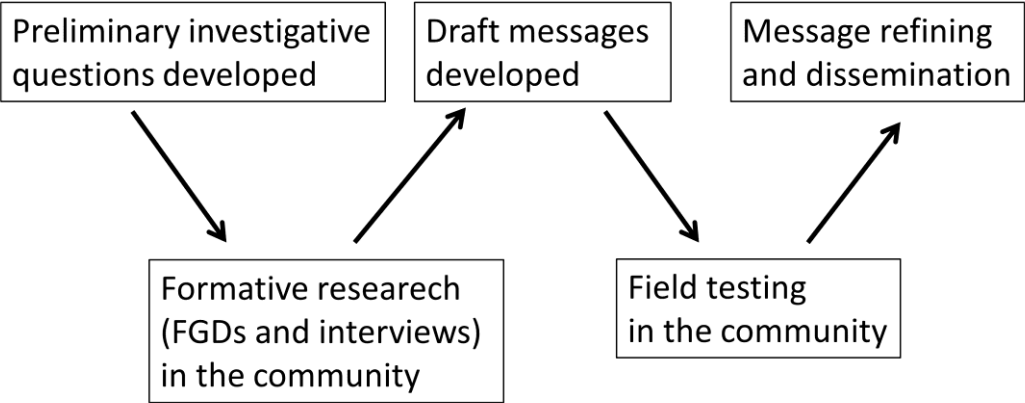 Preliminary investigative
questions developed
Formative researech
(FGDs and interviews)
in the community
Draft messages
developed
Field testing
in the community
Message refining
and dissemination